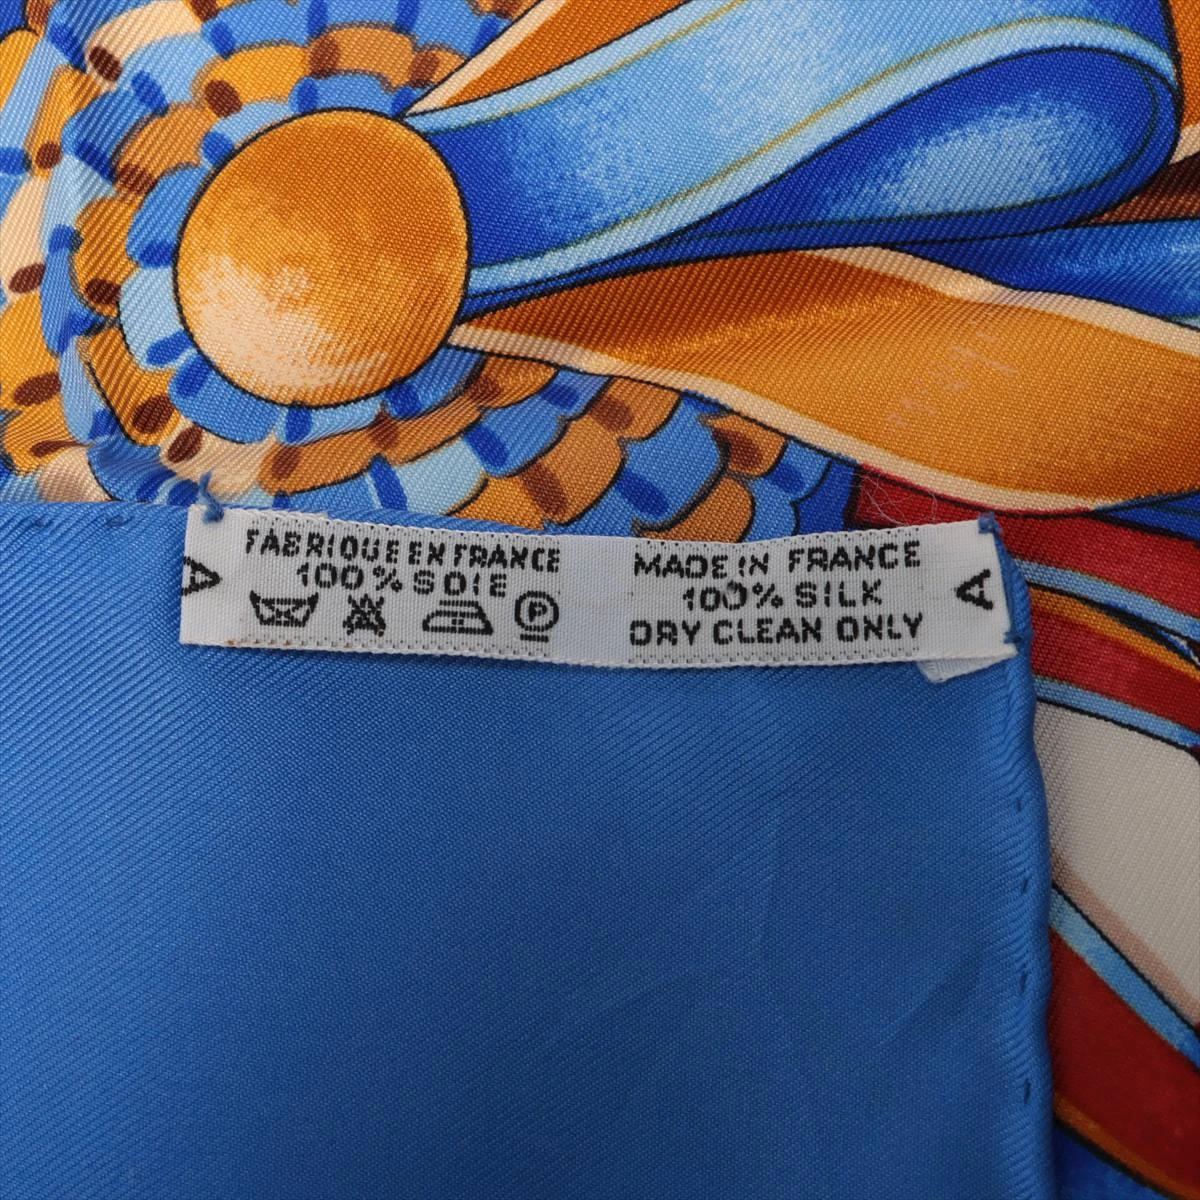 FABRIQUE EN FRANCE
100% SOIE
P
MADE IN FRANCE
100% SILK
DRY CLEAN ONLY
A
A